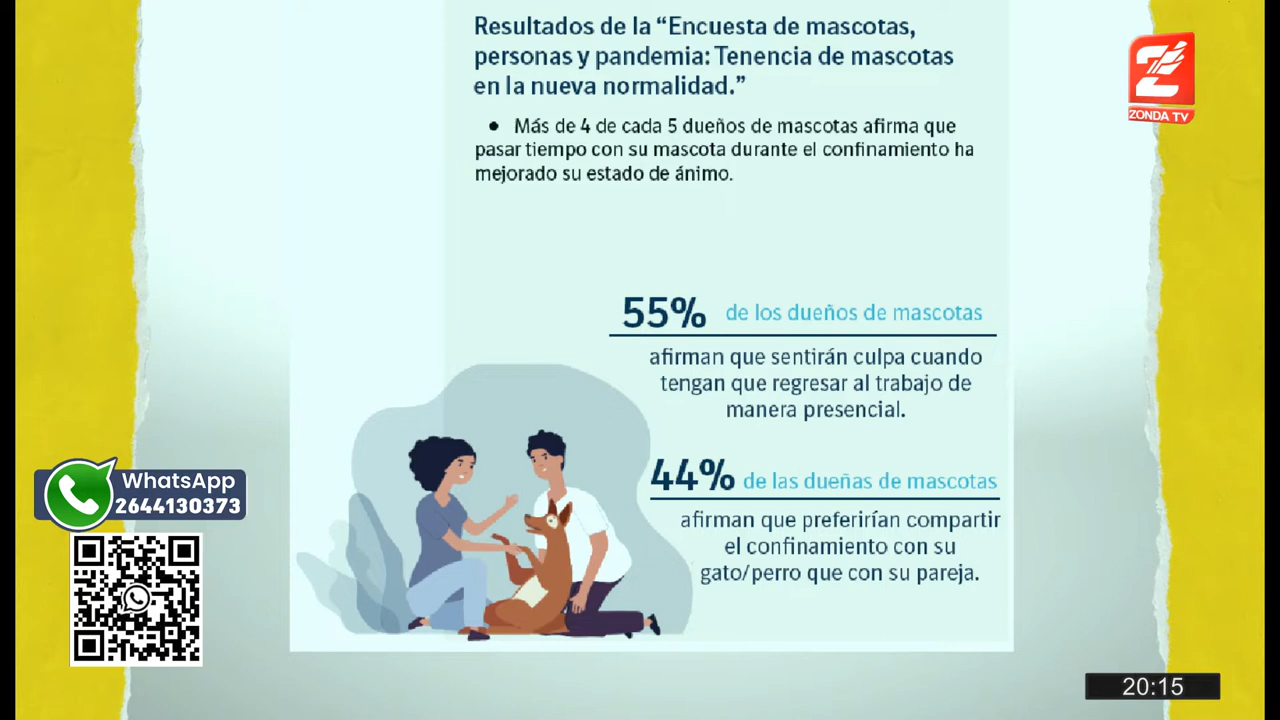 Resultados de la “Encuesta de mascotas,
personas y pandemia: Tenencia de mascotas
en la nueva normalidad.”
• Más de 4 de cada 5 dueños de mascotas afirma que
pasar tiempo con su mascota durante el confinamiento ha
mejorado su estado de ánimo.
55% de los dueños de mascotas
afirman que sentirán culpa cuando
tengan que regresar al trabajo de
manera presencial.
44% de las dueñas de mascotas
afirman que preferirían compartir
el confinamiento con su
gato/perro que con su pareja.
Z
ZONDA TV
WhatsApp
2644130373
20:15